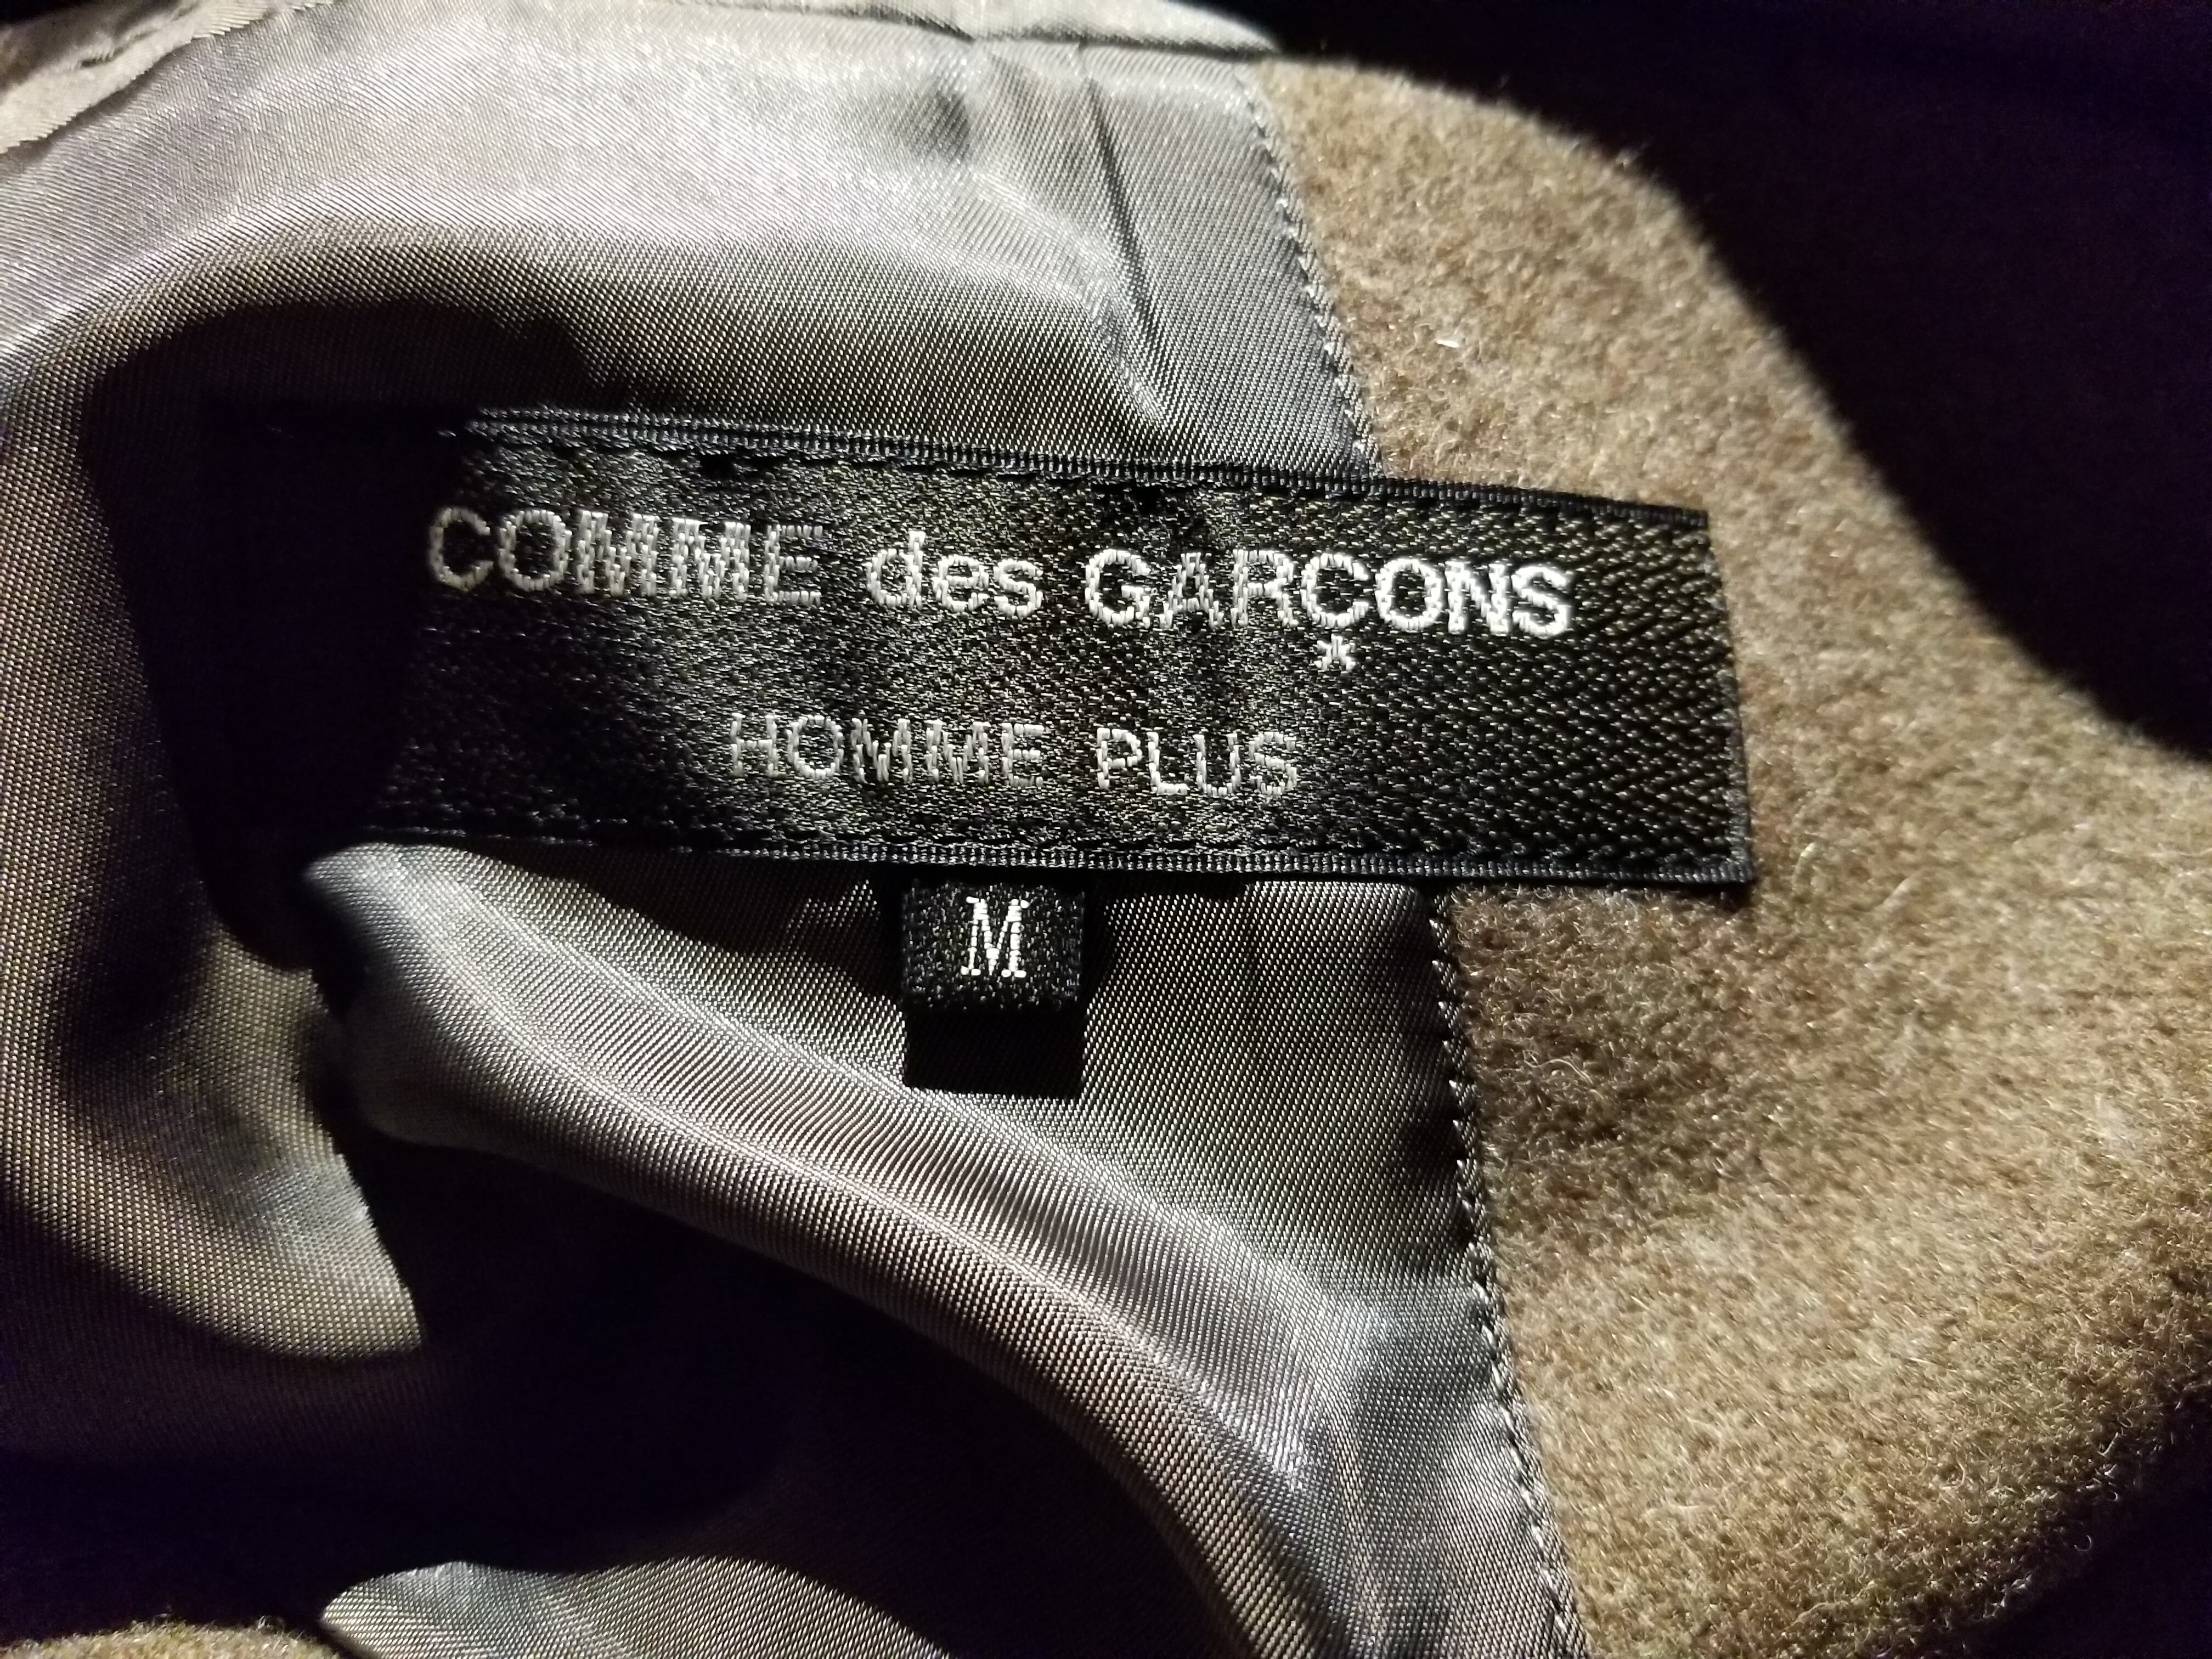 COMME des GARÇONS
*
HOMME PLUS
M